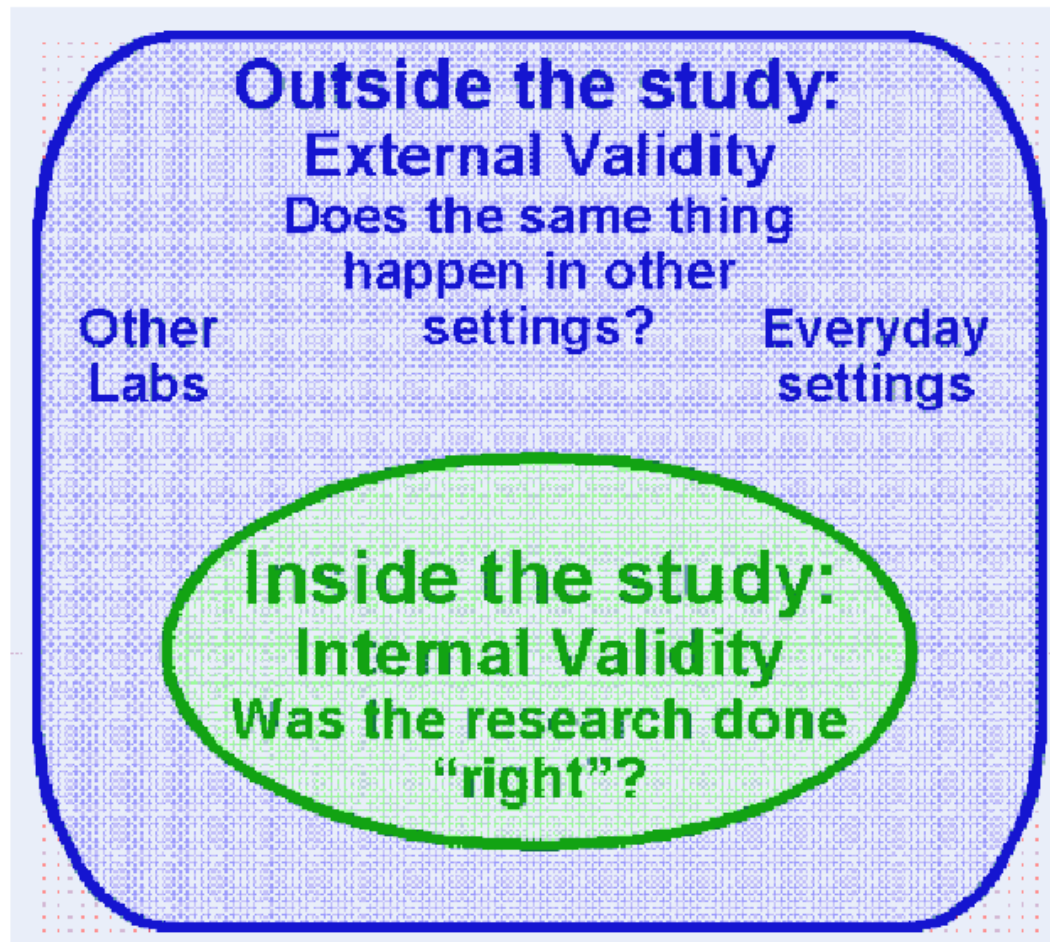 Outside the study:
External Validity
Does the same thing
happen in other
settings?
Other
Labs
Everyday
settings
Inside the study:
Internal Validity
Was the research done
“right”?